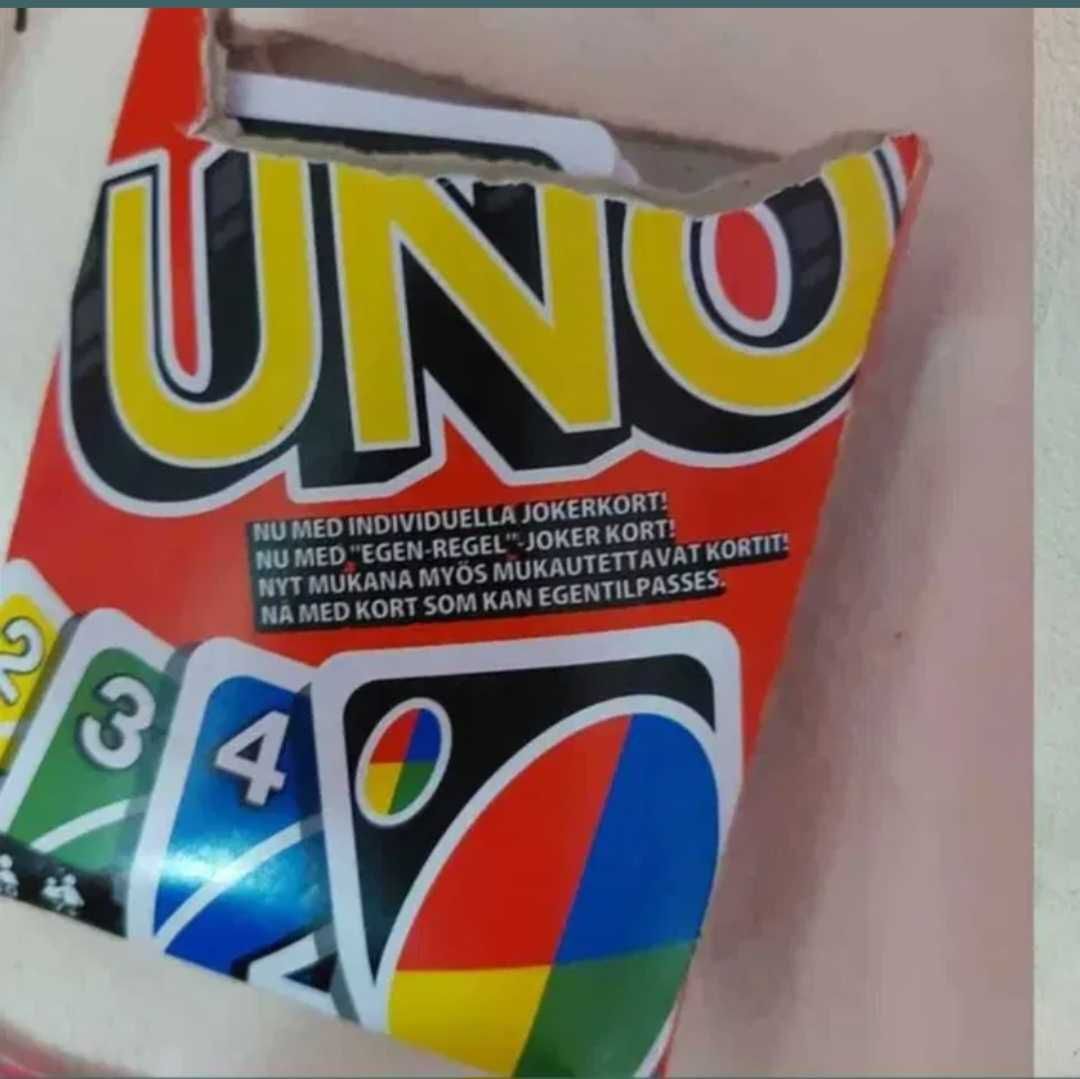 UNO
NU MED INDIVIDUELLA JOKERKORT!
NU MED "EGEN-REGEL"-JOKER KORT!
NYT MUKANA MYÖS MUKAUTETTAVAT KORTIT!
NÅ MED KORT SOM KAN EGENTILPASSES.
2
3
4